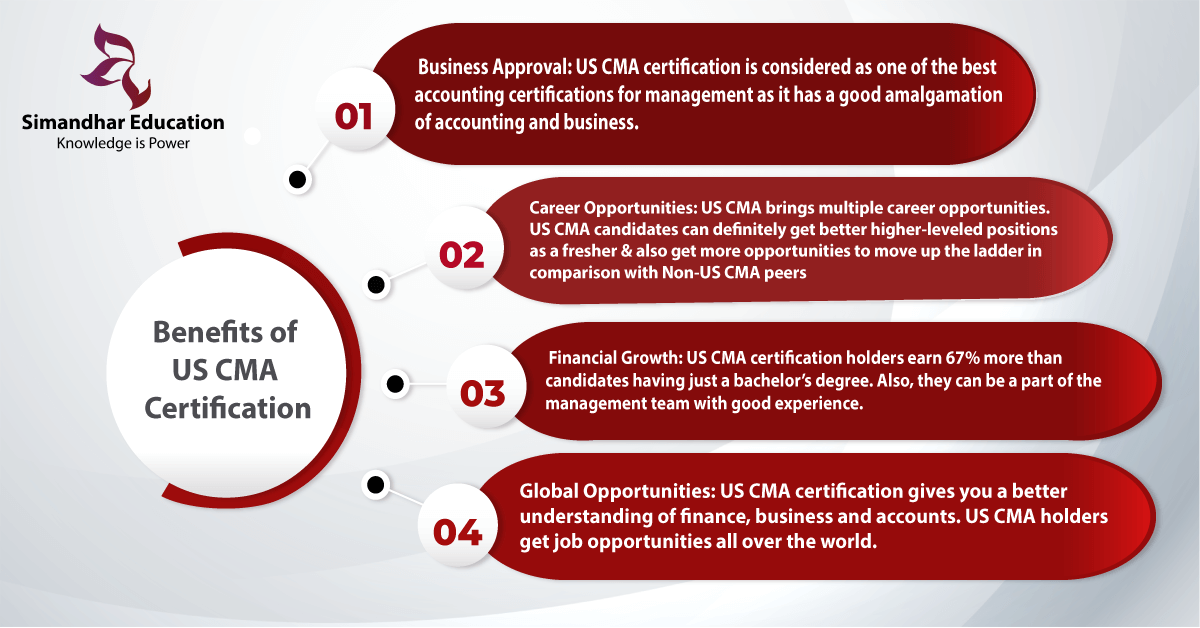 Simandhar Education
Knowledge is Power
Benefits of
US CMA
Certification
01
Business Approval: US CMA certification is considered as one of the best
accounting certifications for management as it has a good amalgamation
of accounting and business.
02
Career Opportunities: US CMA brings multiple career opportunities.
US CMA candidates can definitely get better higher-leveled positions
as a fresher & also get more opportunities to move up the ladder in
comparison with Non-US CMA peers
03
Financial Growth: US CMA certification holders earn 67% more than
candidates having just a bachelor's degree. Also, they can be a part of the
management team with good experience.
04
Global Opportunities: US CMA certification gives you a better
understanding of finance, business and accounts. US CMA holders
get job opportunities all over the world.